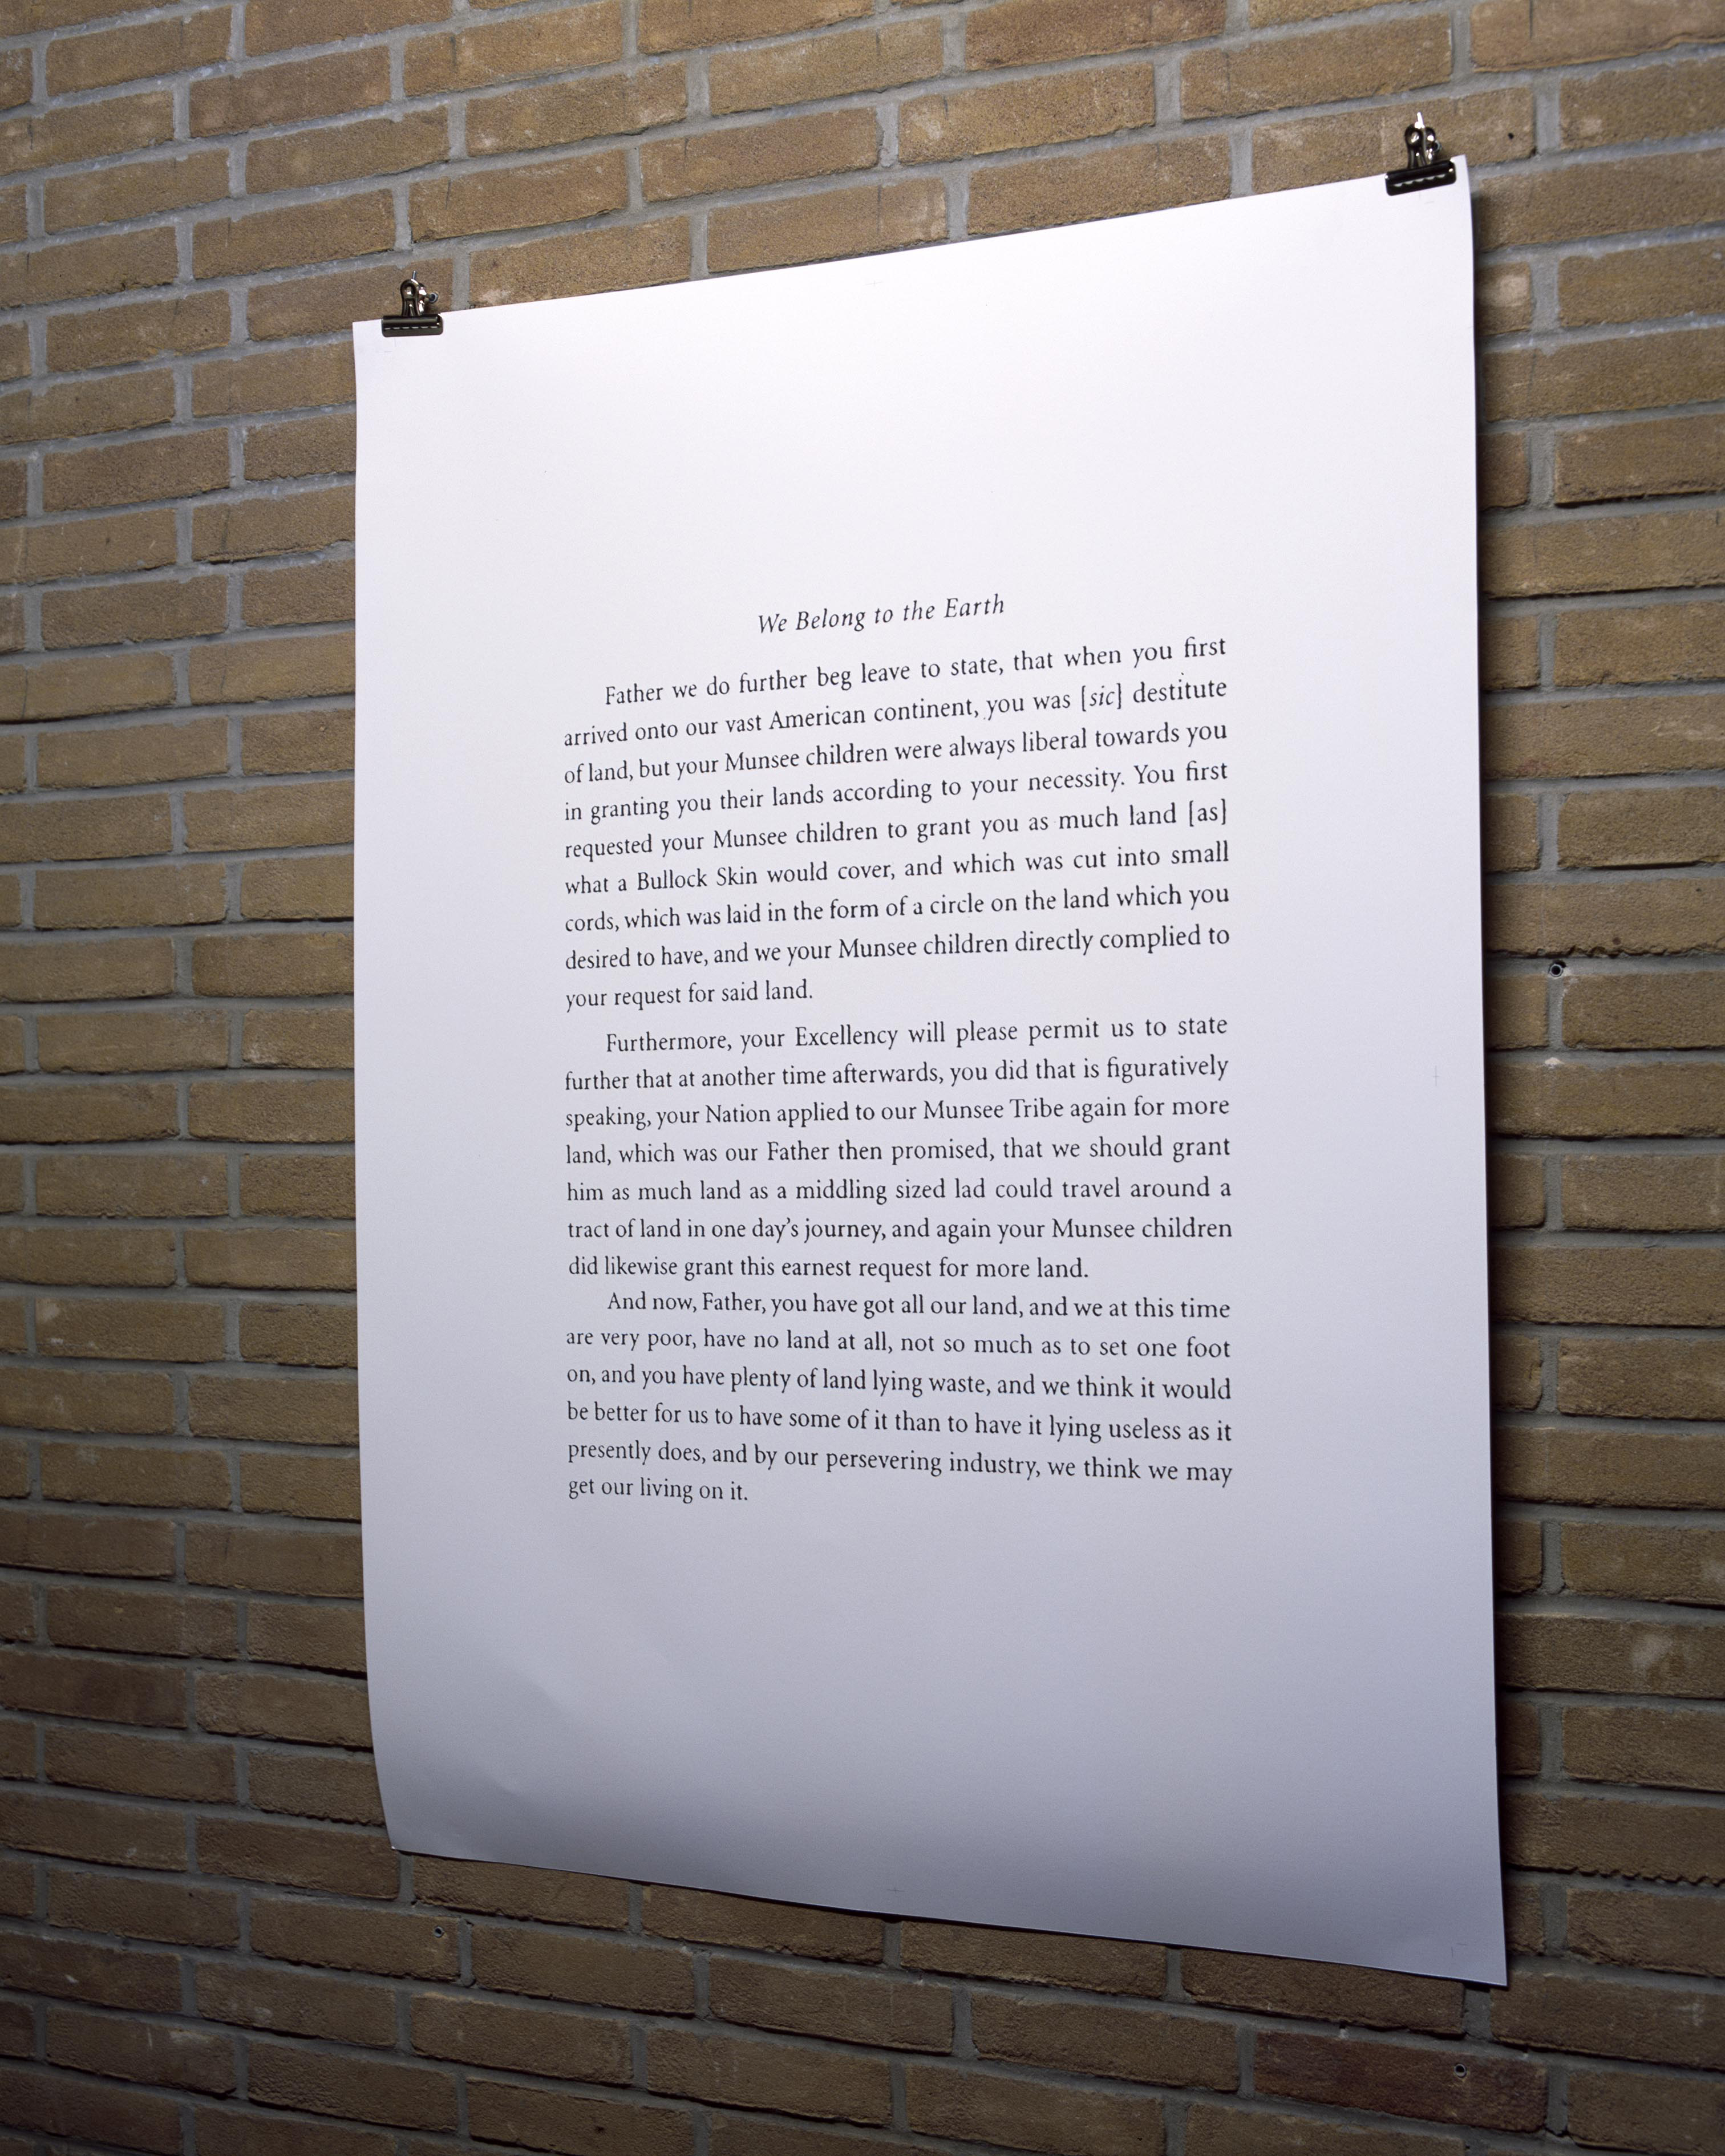 We Belong to the Earth
Father we do further beg leave to state, that when you first
arrived onto our vast American continent, you was [sic] destitute
of land, but your Munsee children were always liberal towards you
in granting you their lands according to your necessity. You first
requested your Munsee children to grant you as much land [as]
what a Bullock Skin would cover, and which was cut into small
cords, which was laid in the form of a circle on the land which you
desired to have, and we your Munsee children directly complied to
your request for said land.
Furthermore, your Excellency will please permit us to state
further that at another time afterwards, you did that is figuratively
speaking, your Nation applied to our Munsee Tribe again for more
land, which was our Father then promised, that we should grant
him as much land as a middling sized lad could travel around a
tract of land in one day’s journey, and again your Munsee children
did likewise grant this earnest request for more land.
And now, Father, you have got all our land, and we at this time
are very poor, have no land at all, not so much as to set one foot
on, and you have plenty of land lying waste, and we think it would
be better for us to have some of it than to have it lying useless as it
presently does, and by our persevering industry, we think we may
get our living on it.